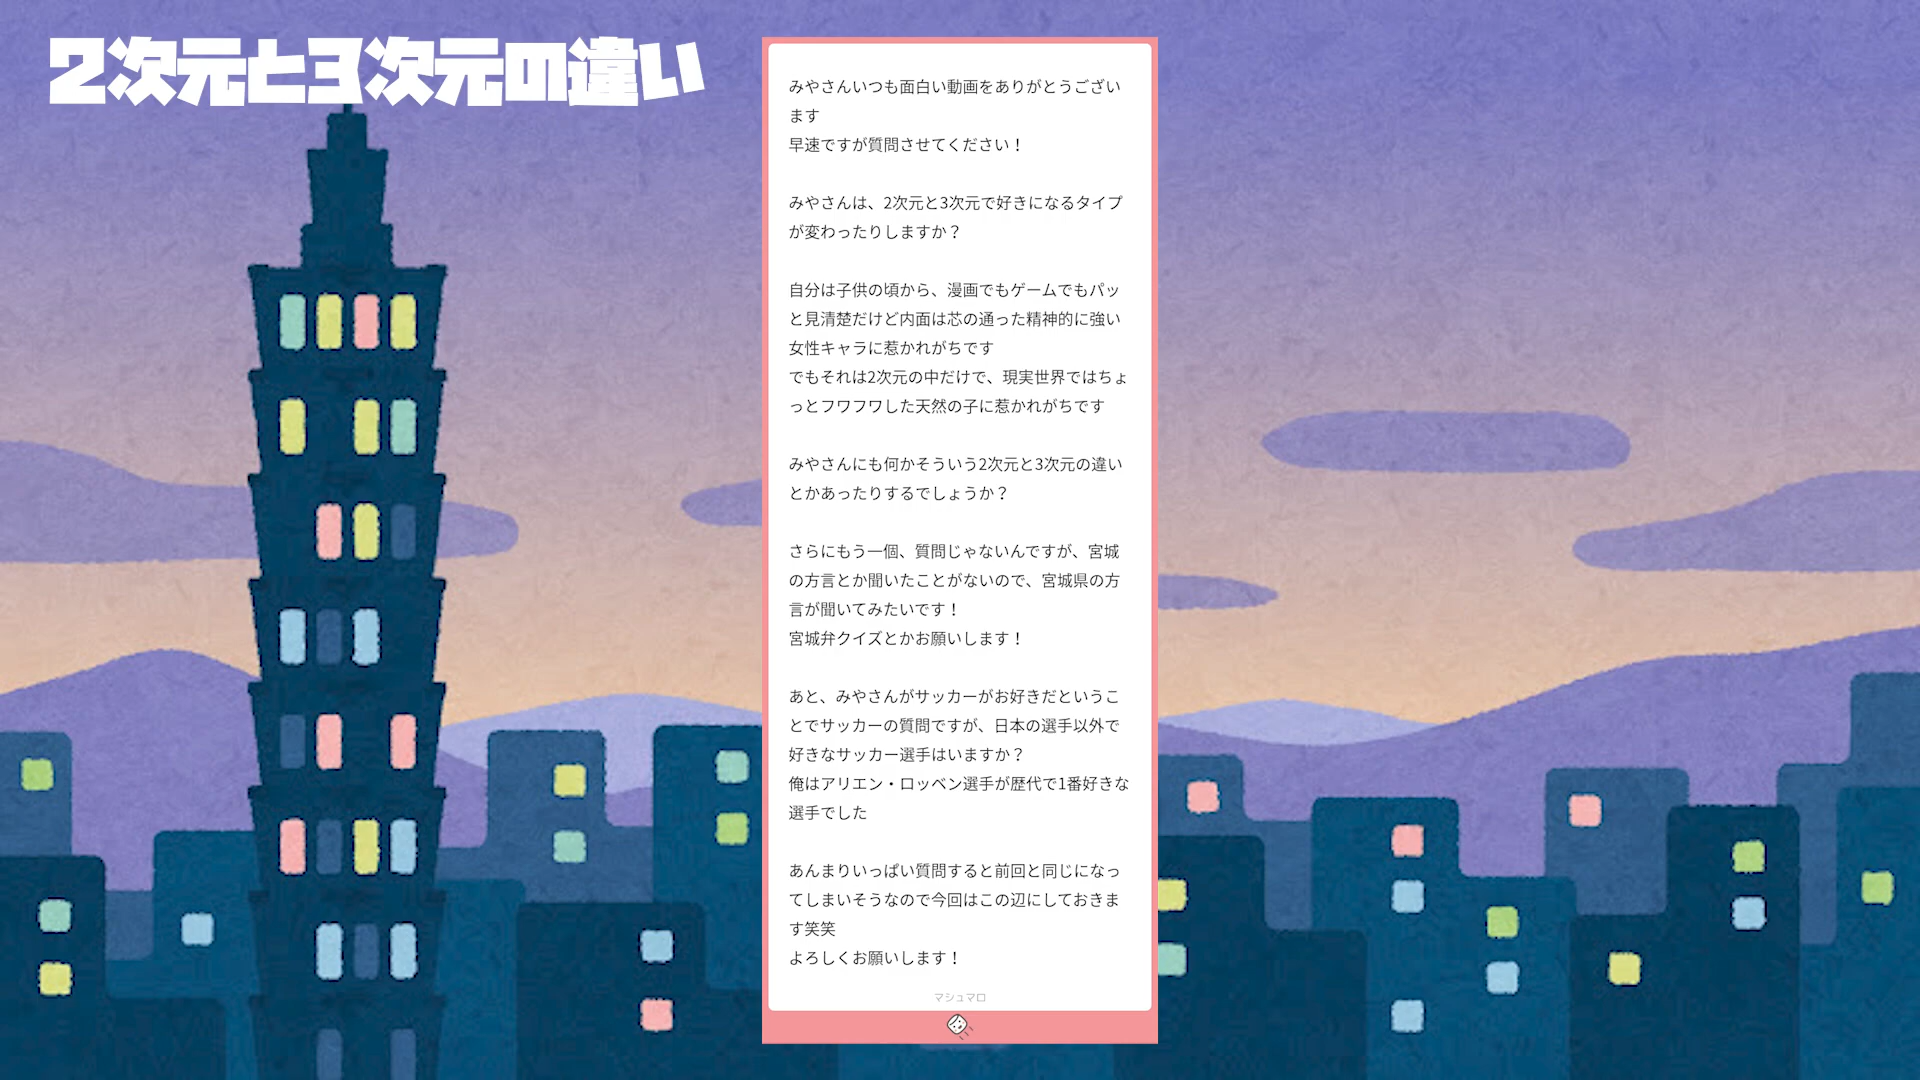 2次元と3次元の違い
みやさんいつも面白い動画をありがとうござい
ます
早速ですが質問させてください！
みやさんは、2次元と3次元で好きになるタイプ
が変わったりしますか？
自分は子供の頃から、漫画でもゲームでもパッ
と見清楚だけど内面は芯の通った精神的に強い
女性キャラに惹かれがちです
でもそれは2次元の中だけで、現実世界ではちょ
っとフワフワした天然の子に惹かれがちです
みやさんにも何かそういう2次元と3次元の違い
とかあったりするでしょうか？
さらにもう一個、質問じゃないんですが、宮城
の方言とか聞いたことがないので、宮城県の方
言が聞いてみたいです！
宮城弁クイズとかお願いします！
あと、みやさんがサッカーがお好きだというこ
とでサッカーの質問ですが、日本の選手以外で
好きなサッカー選手はいますか？
俺はアリエン・ロッベン選手が歴代で1番好きな
選手でした
あんまりいっぱい質問すると前回と同じになっ
てしまいそうなので今回はこの辺にしておきま
す笑笑
よろしくお願いします！
マシュマロ